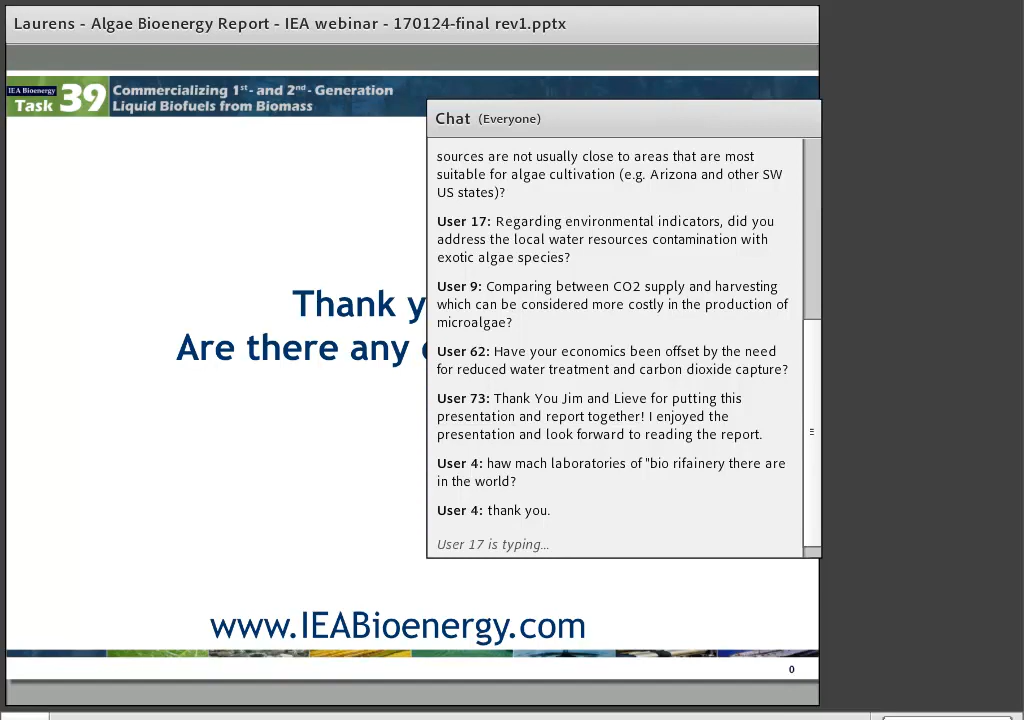 Laurens - Algae Bioenergy Report - IEA webinar - 170124-final rev1.pptx
IEA Bioenergy
Task 39
Commercializing 1st- and 2nd- Generation
Liquid Biofuels from Biomass
Chat (Everyone)
sources are not usually close to areas that are most
suitable for algae cultivation (e.g. Arizona and other SW
US states)?
User 17: Regarding environmental indicators, did you
address the local water resources contamination with
exotic algae species?
User 9: Comparing between CO2 supply and harvesting
which can be considered more costly in the production of
microalgae?
User 62: Have your economics been offset by the need
for reduced water treatment and carbon dioxide capture?
User 73: Thank You Jim and Lieve for putting this
presentation and report together! I enjoyed the
presentation and look forward to reading the report.
User 4: haw mach laboratories of "bio rifainery there are
in the world?
User 4: thank you.
User 17 is typing...
Thank y
Are there any
www.IEABioenergy.com
0